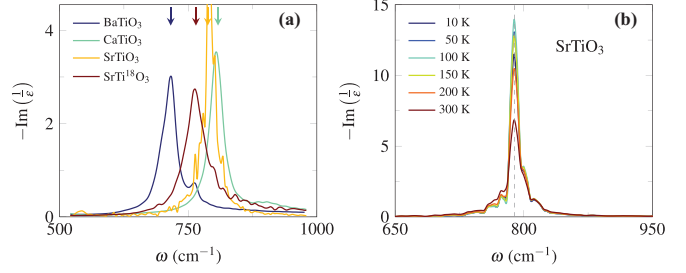 (a)
BaTiO3
CaTiO3
SrTiO3
SrTi18O3
4
2
0
500
750
1000
−Im (1/ε)
ω (cm−1)
(b)
SrTiO3
10 K
50 K
100 K
150 K
200 K
300 K
15
10
5
0
650
800
950
−Im (1/ε)
ω (cm−1)